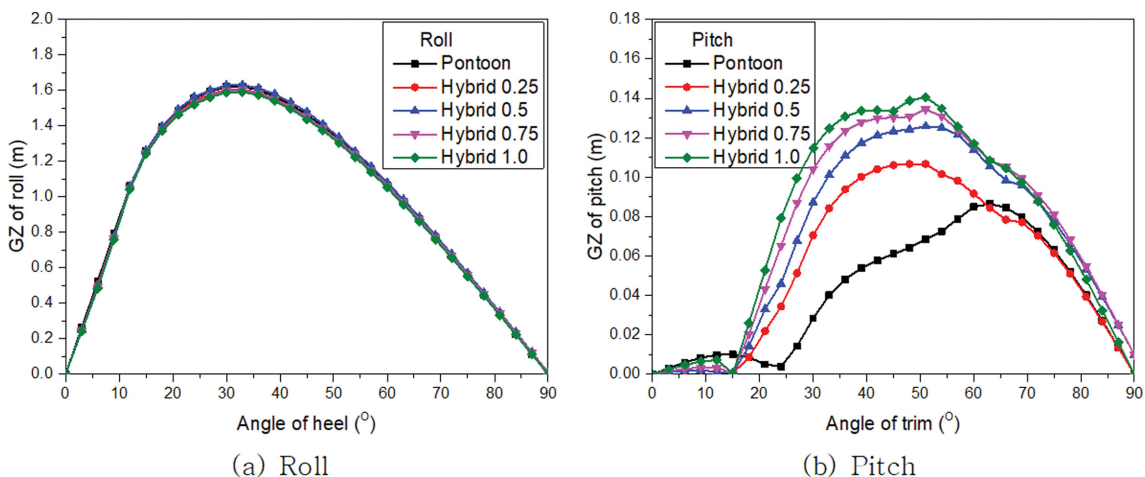 2.0
1.8
1.6
1.4
1.2
1.0
0.8
0.6
0.4
0.2
0.0
GZ of roll (m)
0 10 20 30 40 50 60 70 80 90
Angle of heel (O)
Roll
Pontoon
Hybrid 0.25
Hybrid 0.5
Hybrid 0.75
Hybrid 1.0
(a) Roll
0.18
0.16
0.14
0.12
0.10
0.08
0.06
0.04
0.02
0.00
GZ of pitch (m)
0 10 20 30 40 50 60 70 80 90
Angle of trim (O)
Pitch
Pontoon
Hybrid 0.25
Hybrid 0.5
Hybrid 0.75
Hybrid 1.0
(b) Pitch